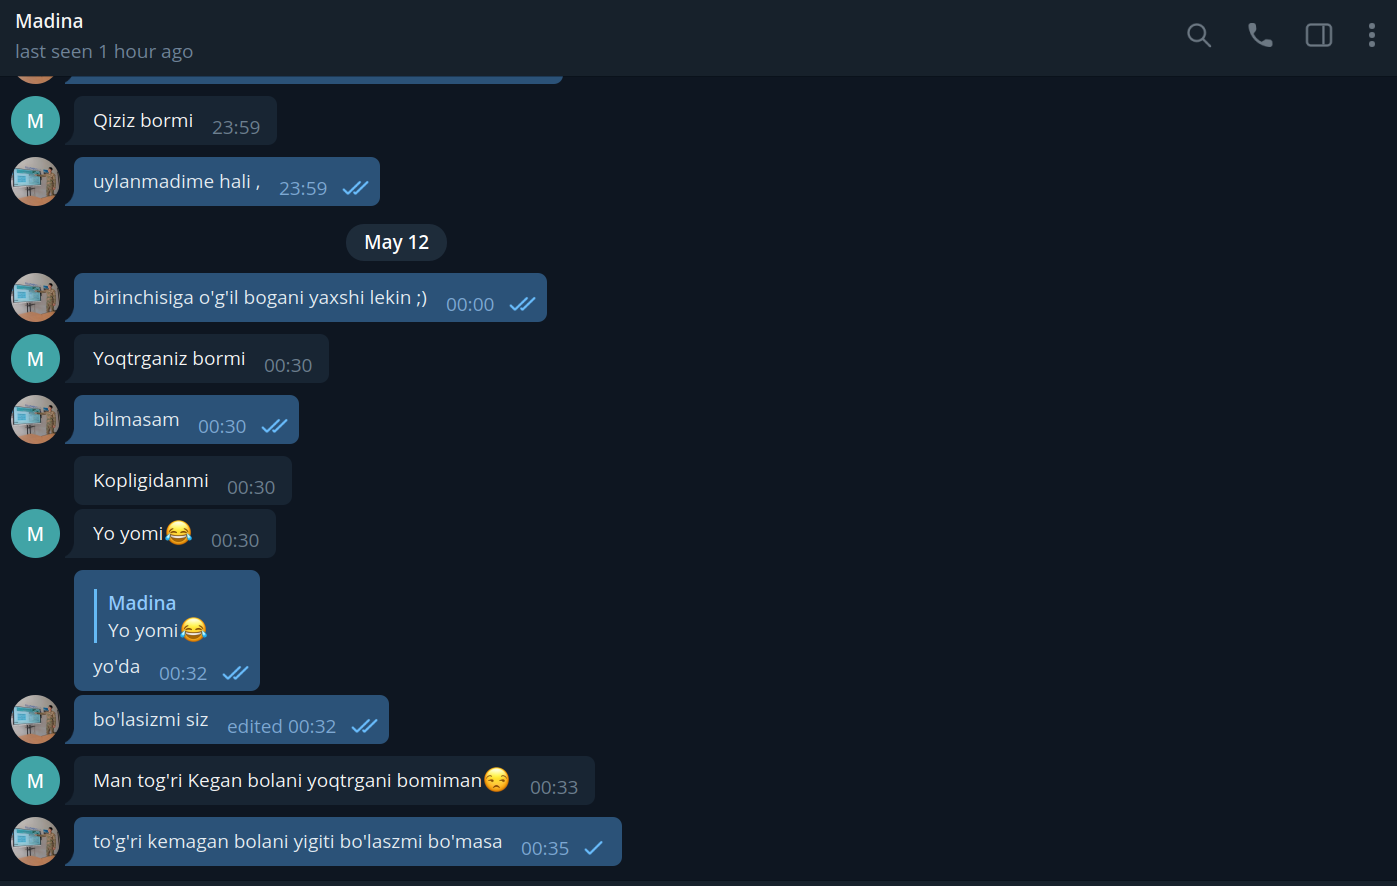 Madina
last seen 1 hour ago
Qiziz bormi 23:59
uylanmadime hali , 23:59
May 12
birinchisiga o'g'il bogani yaxshi lekin ;) 00:00
M
Yoqtrganiz bormi 00:30
bilmasam 00:30
Kopligidanmi 00:30
M
Yo yomi😂 00:30
Madina
Yo yomi😂
yo'da 00:32
bo'lasizmi siz edited 00:32
M
Man tog'ri Kegan bolani yoqtrgani bomiman😒 00:33
to'g'ri kemagan bolani yigiti bo'laszmi bo'masa 00:35